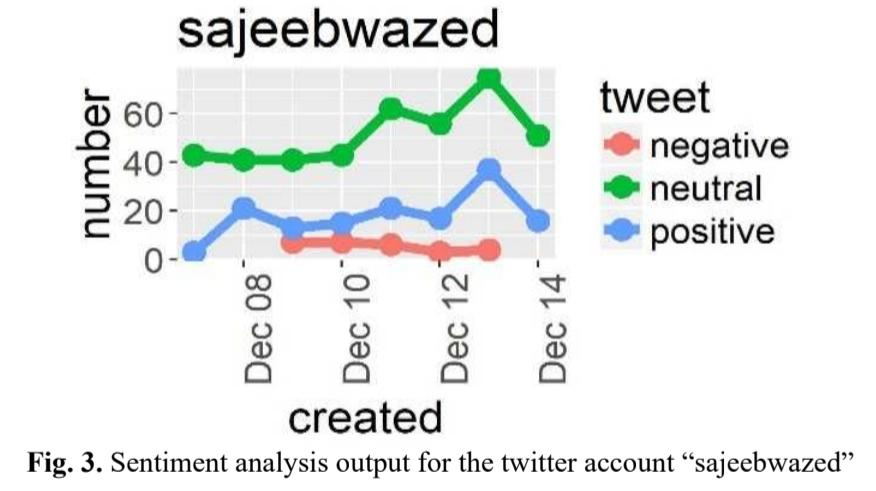 sajeebwazed
number
60
40
20
0
Dec 08
Dec 10
Dec 12
Dec 14
created
tweet
negative
neutral
positive
Fig. 3. Sentiment analysis output for the twitter account “sajeebwazed”